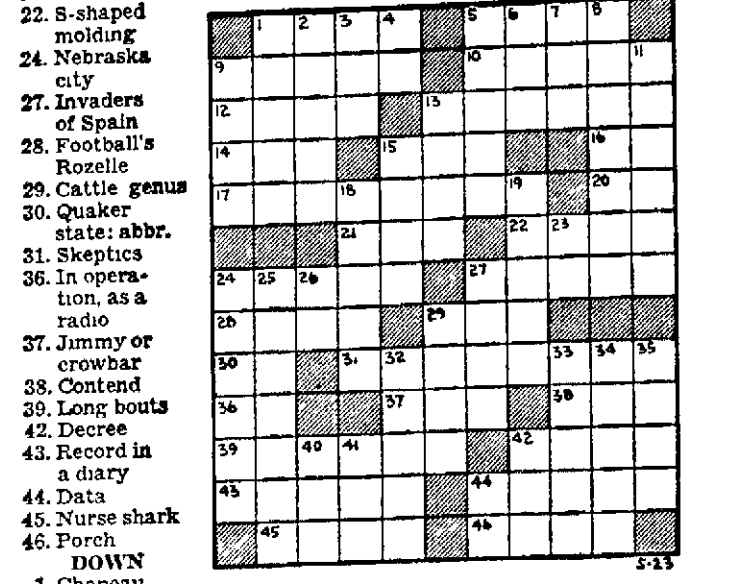 22. S-shaped
molding
24. Nebraska
city
27. Invaders
of Spain
28. Football's
Rozelle
29. Cattle genus
30. Quaker
state: abbr.
31. Skeptics
36. In opera-
tion, as a
radio
37. Jimmy or
crowbar
38. Contend
39. Long bouts
42. Decree
43. Record in
a diary
44. Data
45. Nurse shark
46. Porch
DOWN
1. Chapeau
1 2 3 4 5 6 7 8
9 10 11
12 13
14 15 16
17 18 19 20
21 22 23
24 25 26 27
28 29
30 31 32 33 34 35
36 37 38
39 40 41 42
43 44
45 46
5-23